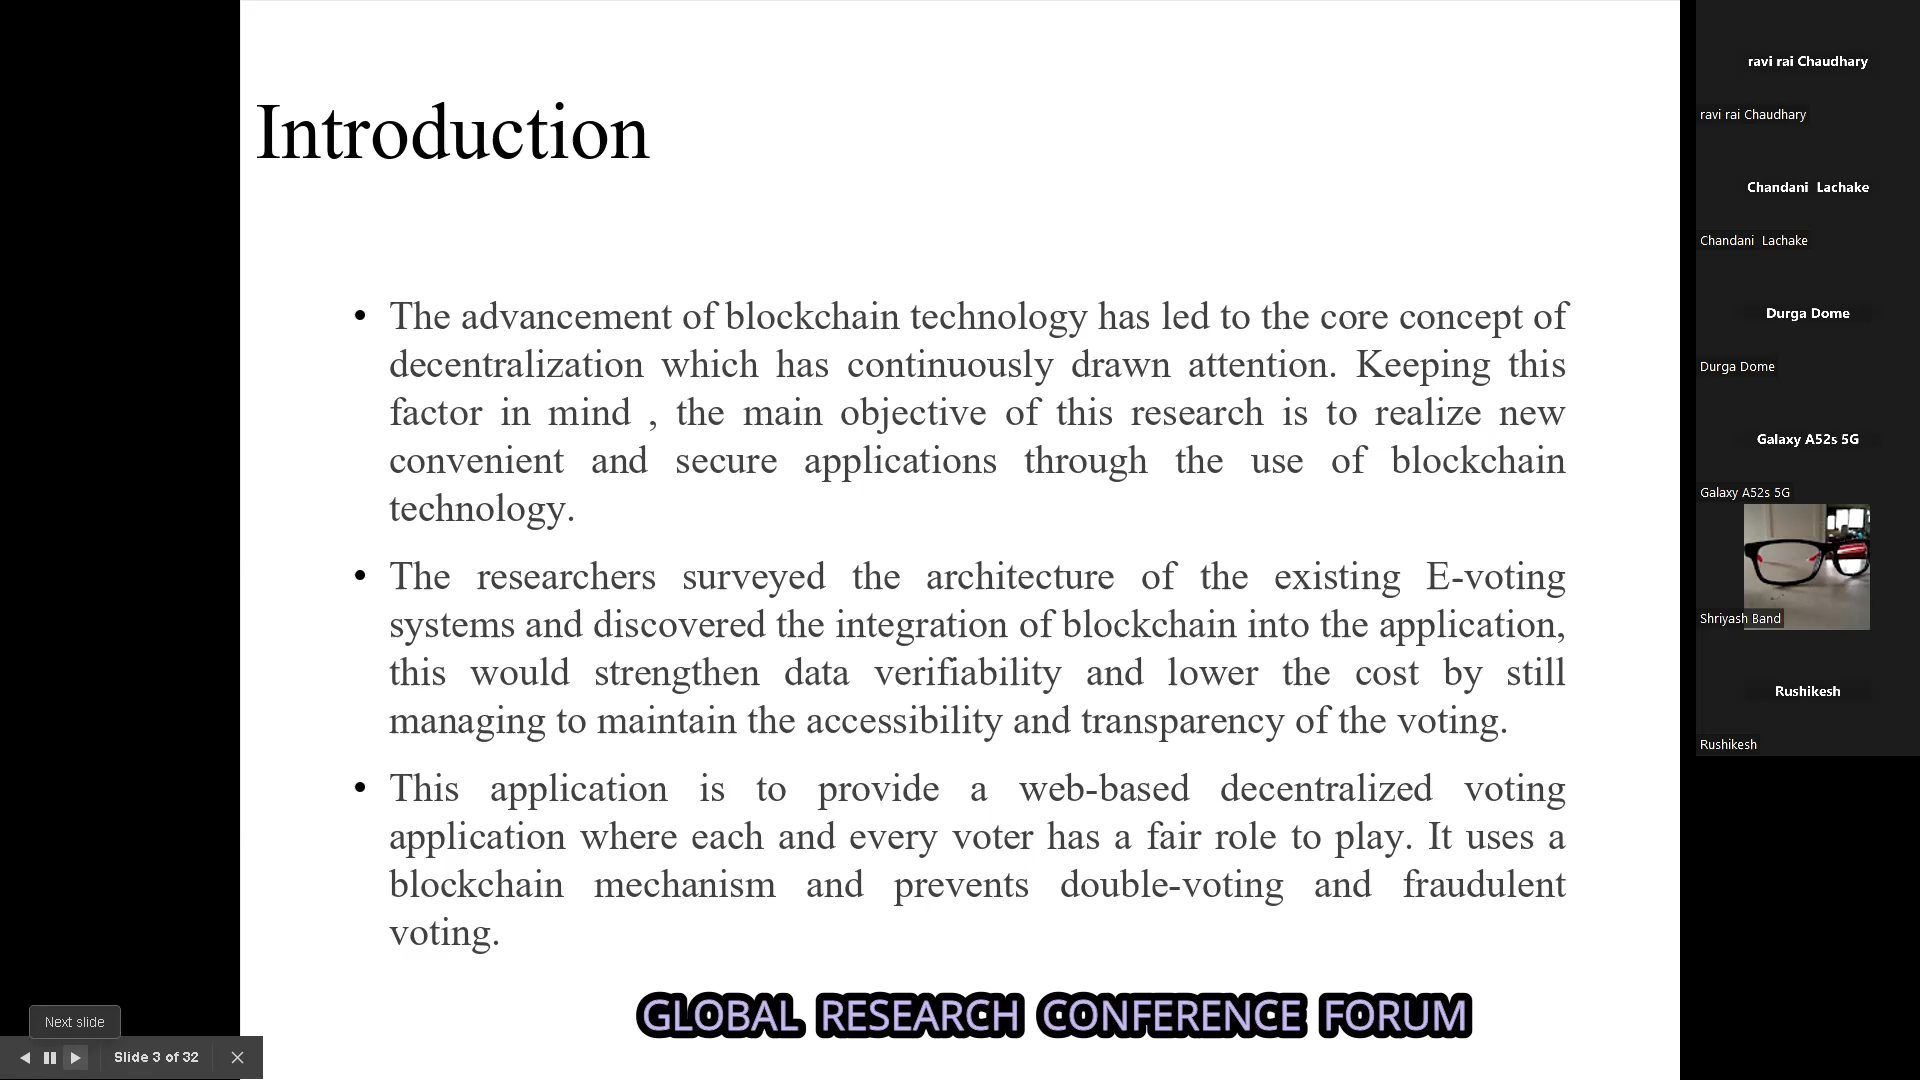 Introduction
• The advancement of blockchain technology has led to the core concept of
decentralization which has continuously drawn attention. Keeping this
factor in mind , the main objective of this research is to realize new
convenient and secure applications through the use of blockchain
technology.
• The researchers surveyed the architecture of the existing E-voting
systems and discovered the integration of blockchain into the application,
this would strengthen data verifiability and lower the cost by still
managing to maintain the accessibility and transparency of the voting.
• This application is to provide a web-based decentralized voting
application where each and every voter has a fair role to play. It uses a
blockchain mechanism and prevents double-voting and fraudulent
voting.
GLOBAL RESEARCH CONFERENCE FORUM
Next slide
Slide 3 of 32
ravi rai Chaudhary
ravi rai Chaudhary
Chandani Lachake
Chandani Lachake
Durga Dome
Durga Dome
Galaxy A52s 5G
Galaxy A52s 5G
Shriyash Band
Rushikesh
Rushikesh